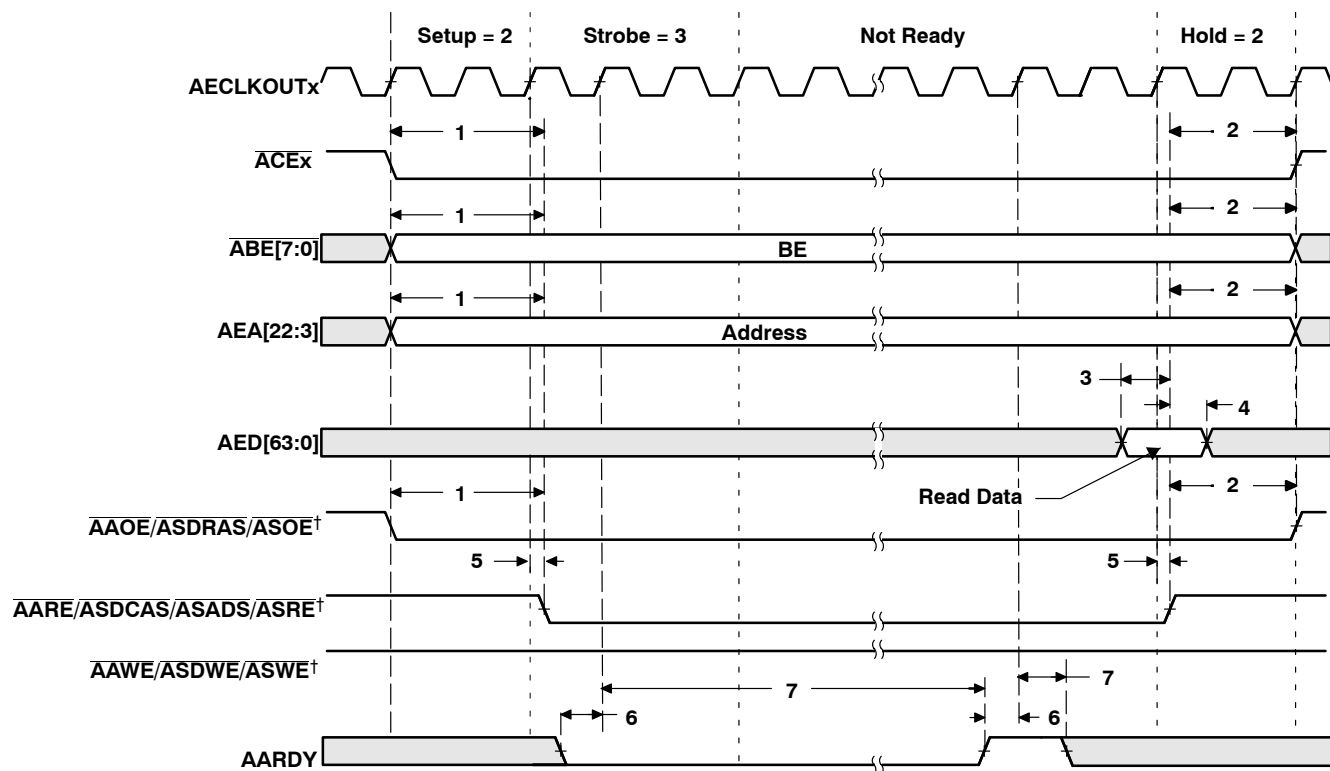 Setup = 2 Strobe = 3 Not Ready Hold = 2
AECLKOUTx
1 2
ACEx
1 2
ABE[7:0] BE
1 2
AEA[22:3] Address
3
4
AED[63:0]
Read Data
1 2
AAOE/ASDRAS/ASOE†
5 5
AARE/ASDCAS/ASADS/ASRE†
AAWE/ASDWE/ASWE†
7 7
6 6
AARDY